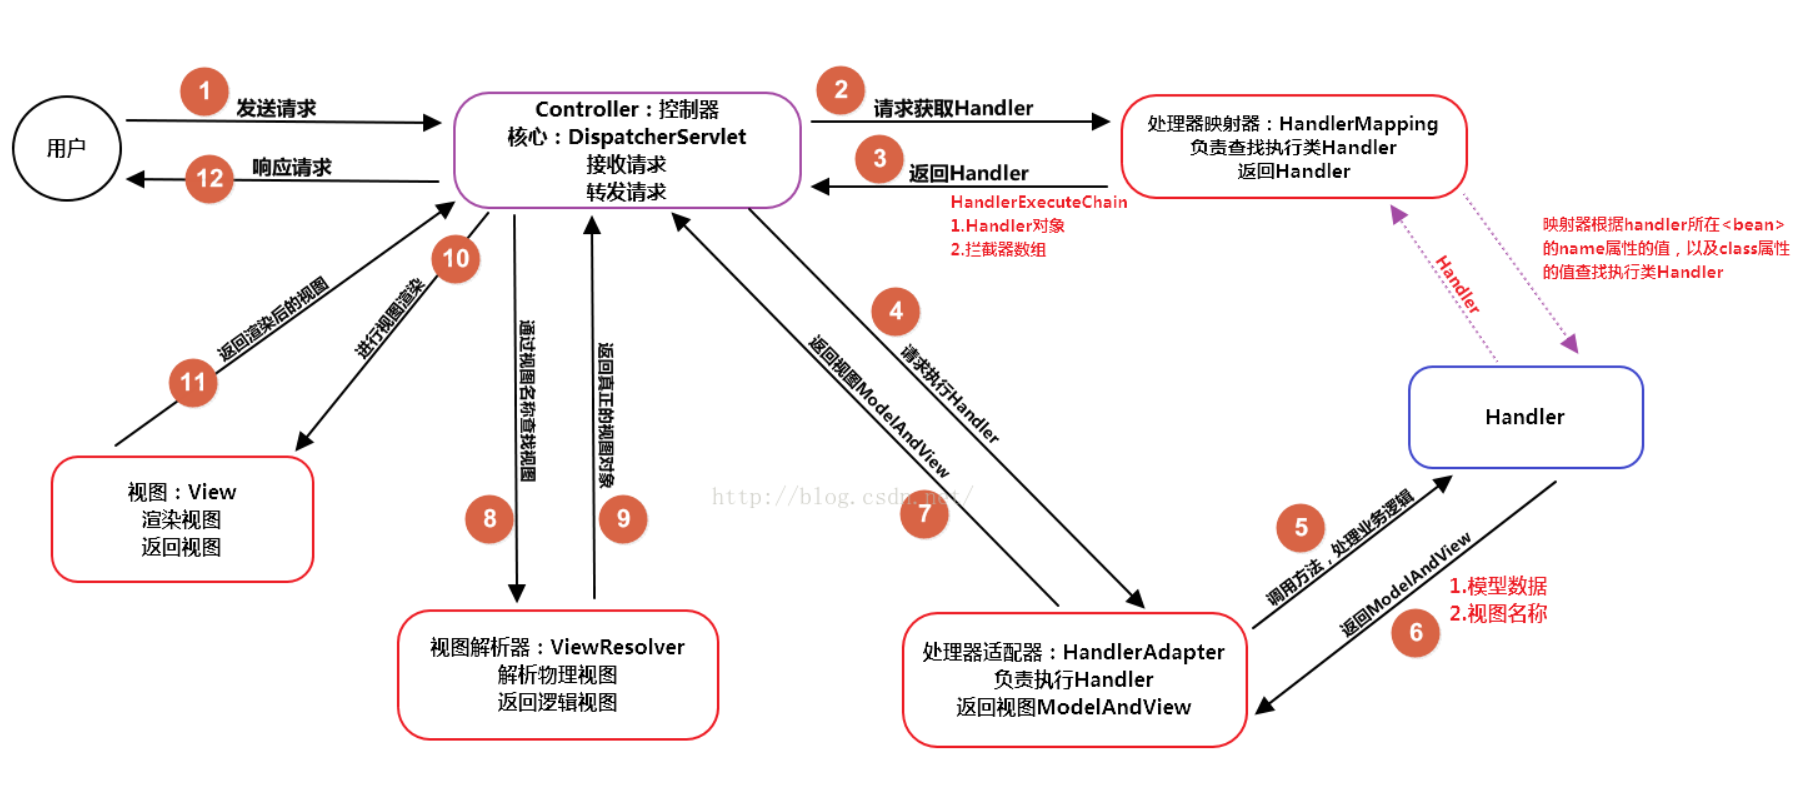 1
发送请求
用户
12
响应请求
Controller：控制器
核心：DispatcherServlet
接收请求
转发请求
2
请求获取Handler
3
返回Handler
HandlerExecuteChain
1.Handler对象
2.拦截器数组
处理器映射器：HandlerMapping
负责查找执行类Handler
返回Handler
映射器根据handler所在<bean>
的name属性的值，以及class属性
的值查找执行类Handler
Handler
Handler
4
请求执行Handler
5
调用方法，处理业务逻辑
6
返回ModelAndView
1.模型数据
2.视图名称
处理器适配器：HandlerAdapter
负责执行Handler
返回视图ModelAndView
7
返回视图ModelAndView
http://blog.csdn.net/
8
通过视图名称查找视图
9
返回真正的视图对象
视图解析器：ViewResolver
解析物理视图
返回逻辑视图
10
进行视图渲染
11
返回渲染后的视图
视图：View
渲染视图
返回视图